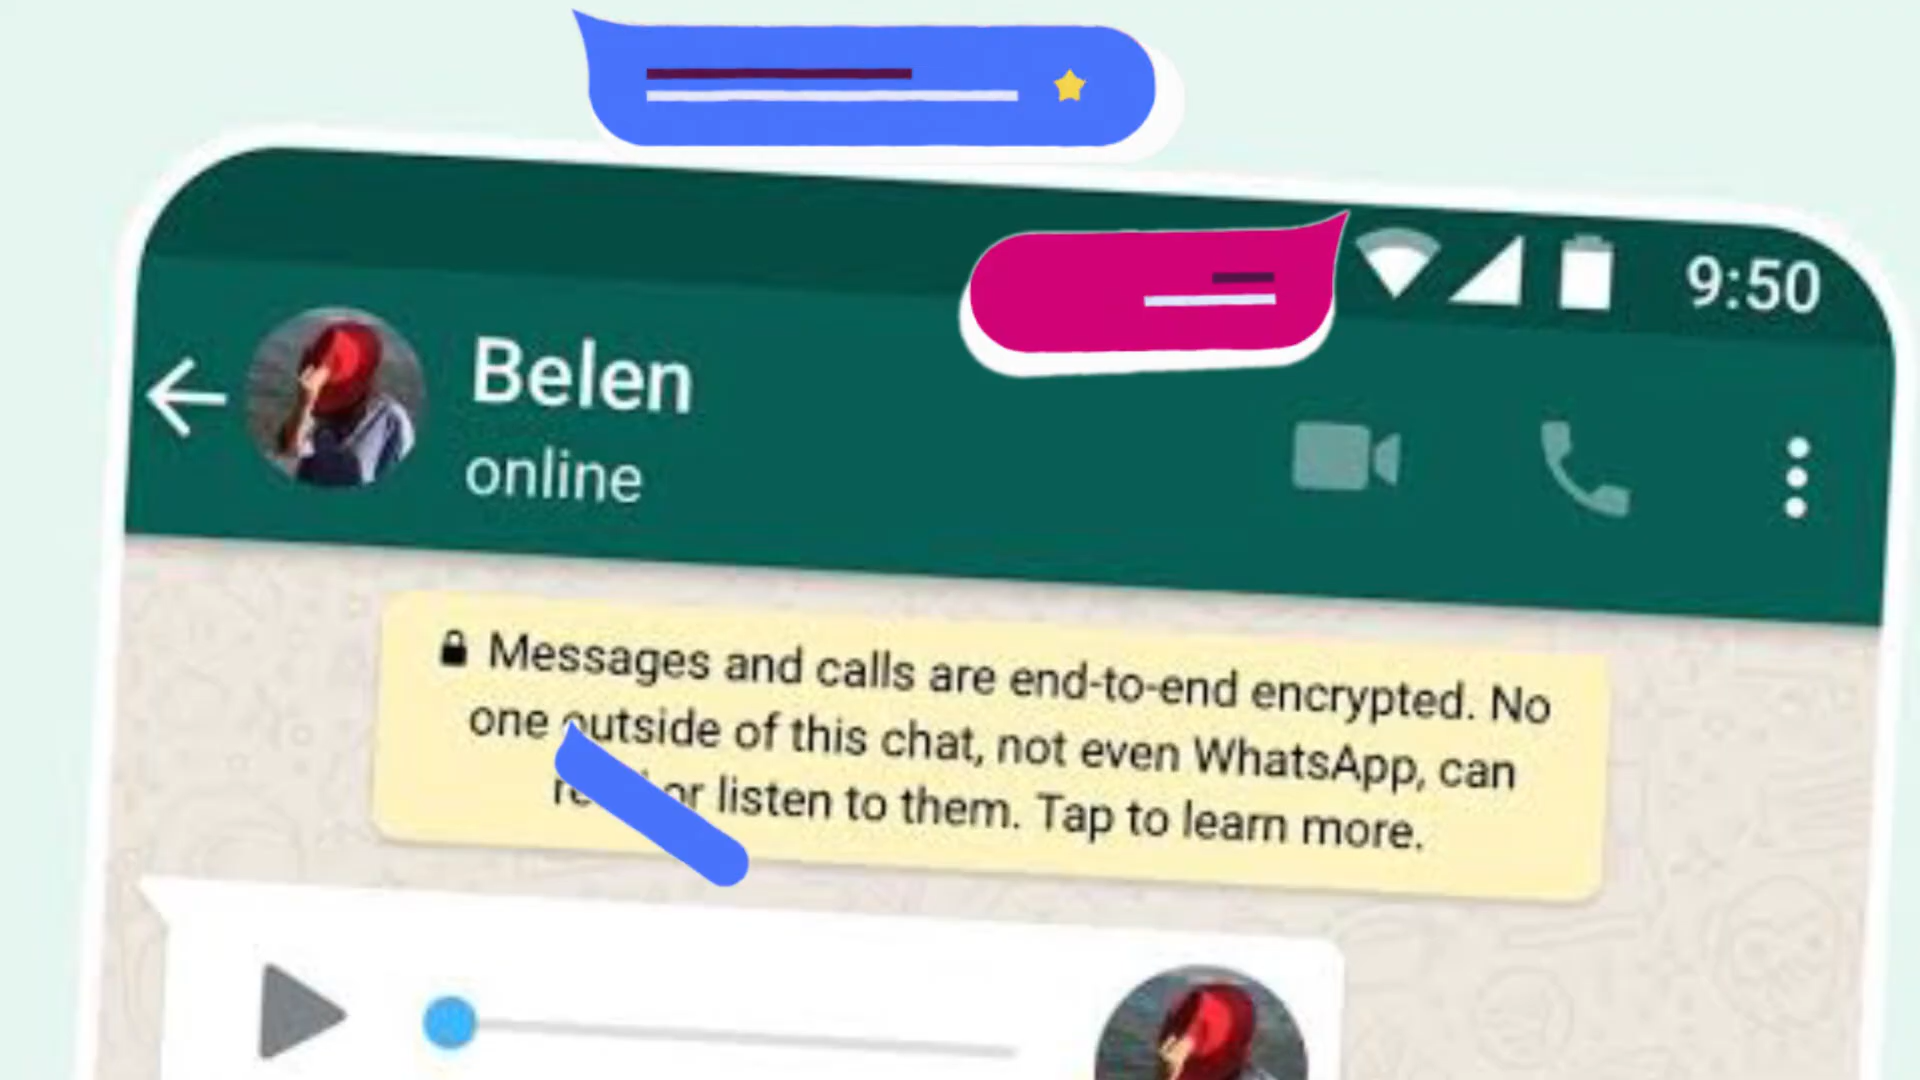 9:50
Belen
online
Messages and calls are end-to-end encrypted. No
one outside of this chat, not even WhatsApp, can
or listen to them. Tap to learn more.